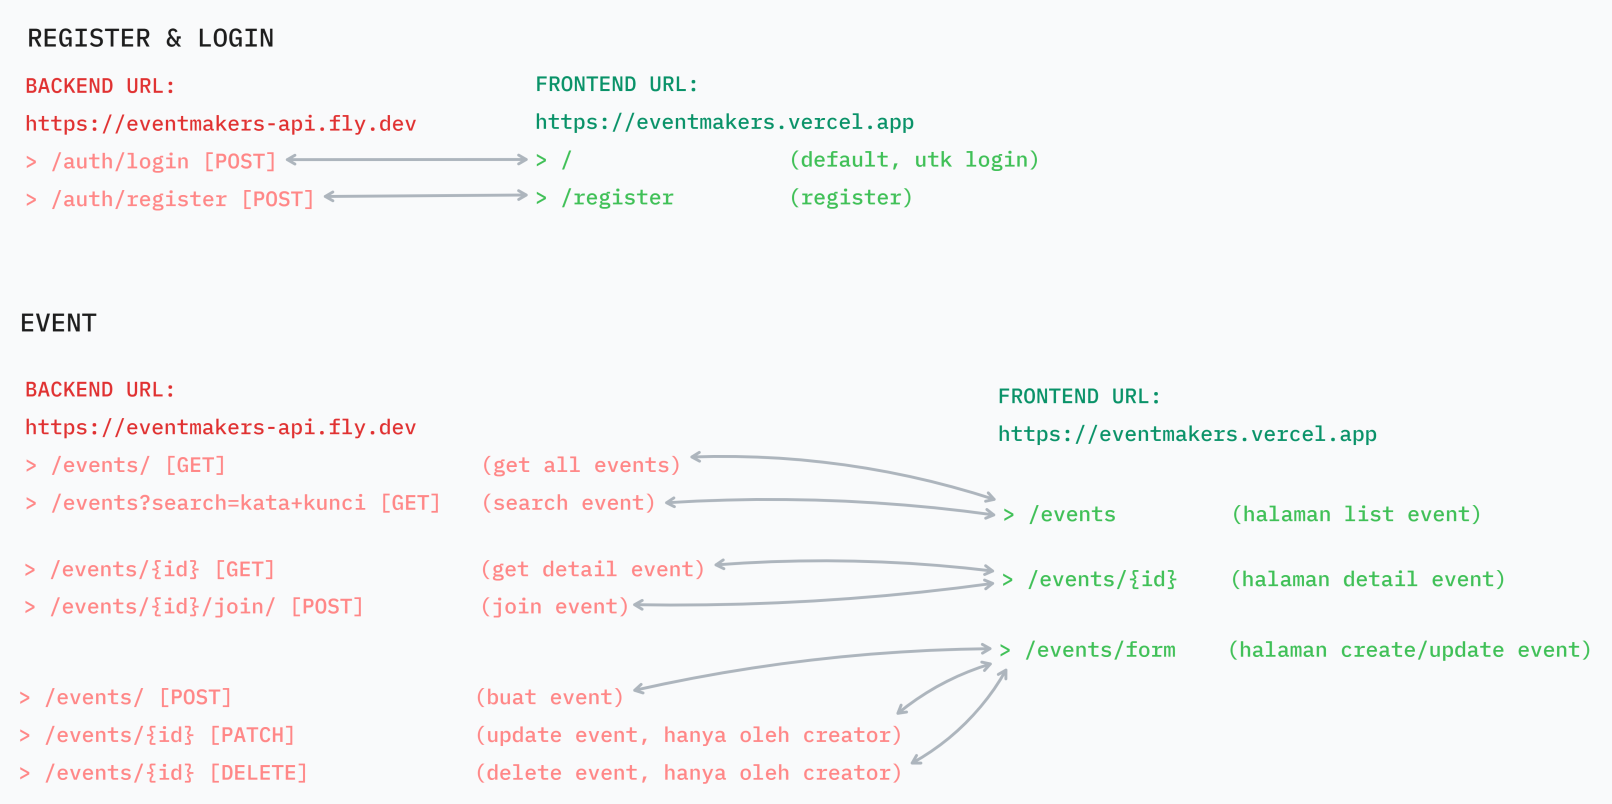 REGISTER & LOGIN
BACKEND URL:
https://eventmakers-api.fly.dev
> /auth/login [POST]
> /auth/register [POST]
FRONTEND URL:
https://eventmakers.vercel.app
> / (default, utk login)
> /register (register)
EVENT
BACKEND URL:
https://eventmakers-api.fly.dev
> /events/ [GET] (get all events)
> /events?search=kata+kunci [GET] (search event)
> /events/{id} [GET] (get detail event)
> /events/{id}/join/ [POST] (join event)
> /events/ [POST] (buat event)
> /events/{id} [PATCH] (update event, hanya oleh creator)
> /events/{id} [DELETE] (delete event, hanya oleh creator)
FRONTEND URL:
https://eventmakers.vercel.app
> /events (halaman list event)
> /events/{id} (halaman detail event)
> /events/form (halaman create/update event)